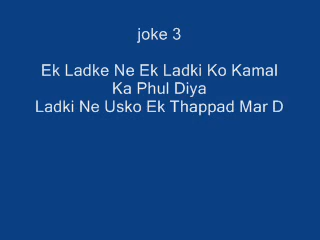 joke 3
Ek Ladke Ne Ek Ladki Ko Kamal
Ka Phul Diya
Ladki Ne Usko Ek Thappad Mar D